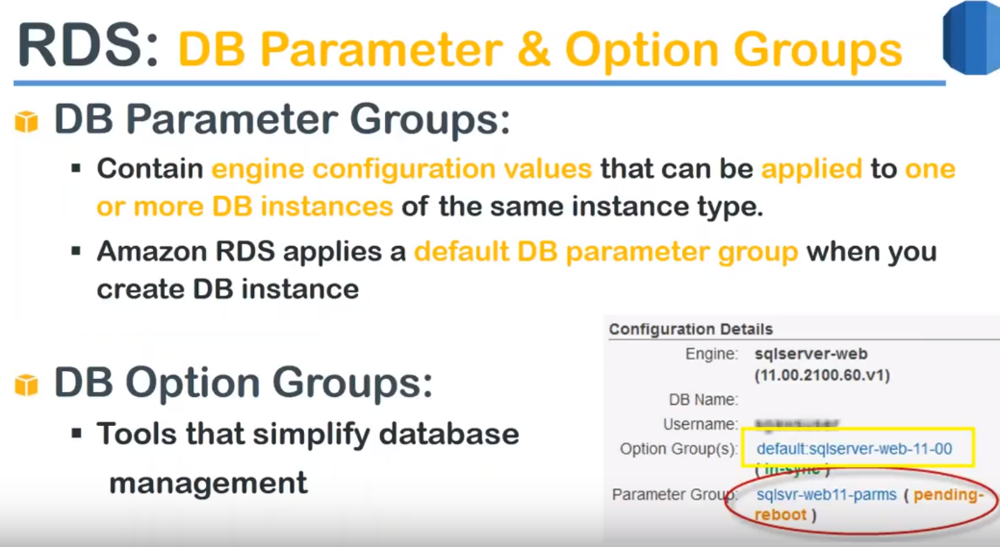 RDS: DB Parameter & Option Groups
DB Parameter Groups:
Contain engine configuration values that can be applied to one
or more DB instances of the same instance type.
Amazon RDS applies a default DB parameter group when you
create DB instance
DB Option Groups:
Tools that simplify database
management
Configuration Details
Engine: sqlserver-web
(11.00.2100.60.v1)
DB Name:
Username:
Option Group(s): default:sqlserver-web-11-00
( in-sync )
Parameter Group: sqlsvr-web11-parms ( pending-
reboot )